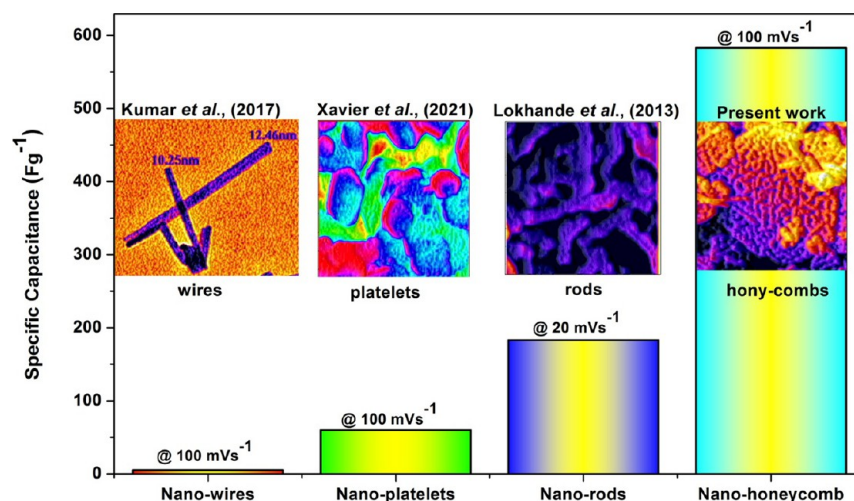 @ 100 mVs⁻¹
Kumar et al., (2017)
Xavier et al., (2021)
Lokhande et al., (2013)
Present work
12.46nm
10.25nm
wires
platelets
rods
hony-combs
@ 20 mVs⁻¹
@ 100 mVs⁻¹
@ 100 mVs⁻¹
Specific Capacitance (Fg⁻¹)
600
500
400
300
200
100
0
Nano-wires
Nano-platelets
Nano-rods
Nano-honeycomb